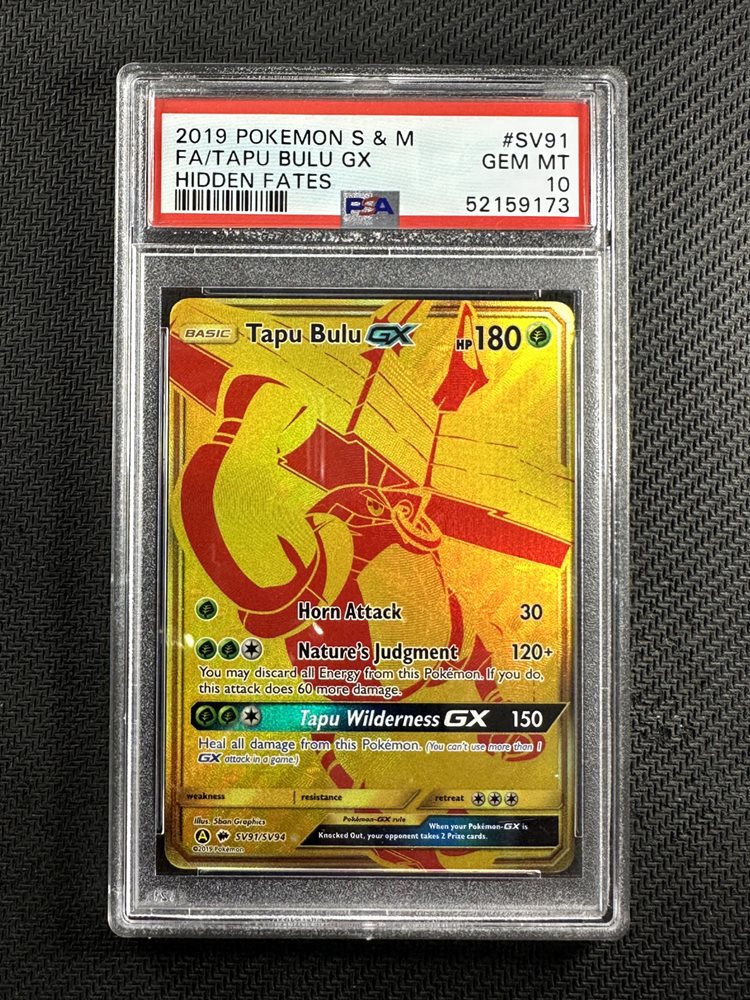 2019 POKEMON S & M #SV91
FA/TAPU BULU GX GEM MT
HIDDEN FATES 10
PSA 52159173
BASIC Tapu Bulu GX HP 180
Horn Attack 30
Nature's Judgment 120+
You may discard all Energy from this Pokémon. If you do,
this attack does 60 more damage.
Tapu Wilderness GX 150
Heal all damage from this Pokémon. (You can't use more than 1
GX attack in a game.)
weakness resistance retreat
Illus. 5ban Graphics Pokémon-GX rule
When your Pokémon-GX is
Knocked Out, your opponent takes 2 Prize cards.
A SV91/SV94
©2019 Pokémon